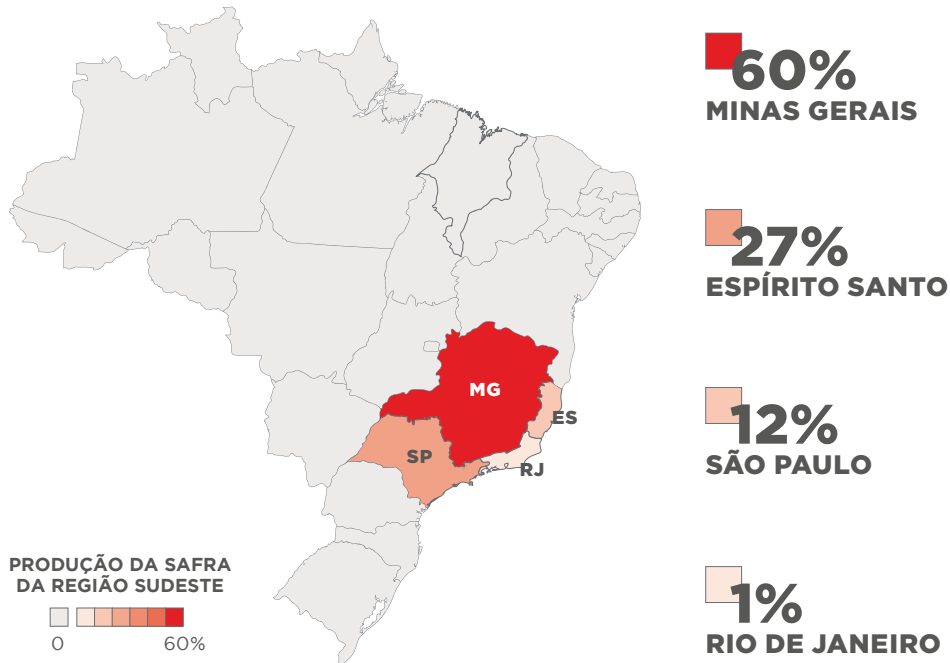 60%
MINAS GERAIS
27%
ESPÍRITO SANTO
12%
SÃO PAULO
1%
RIO DE JANEIRO
MG
ES
SP
RJ
PRODUÇÃO DA SAFRA
DA REGIÃO SUDESTE
0 60%